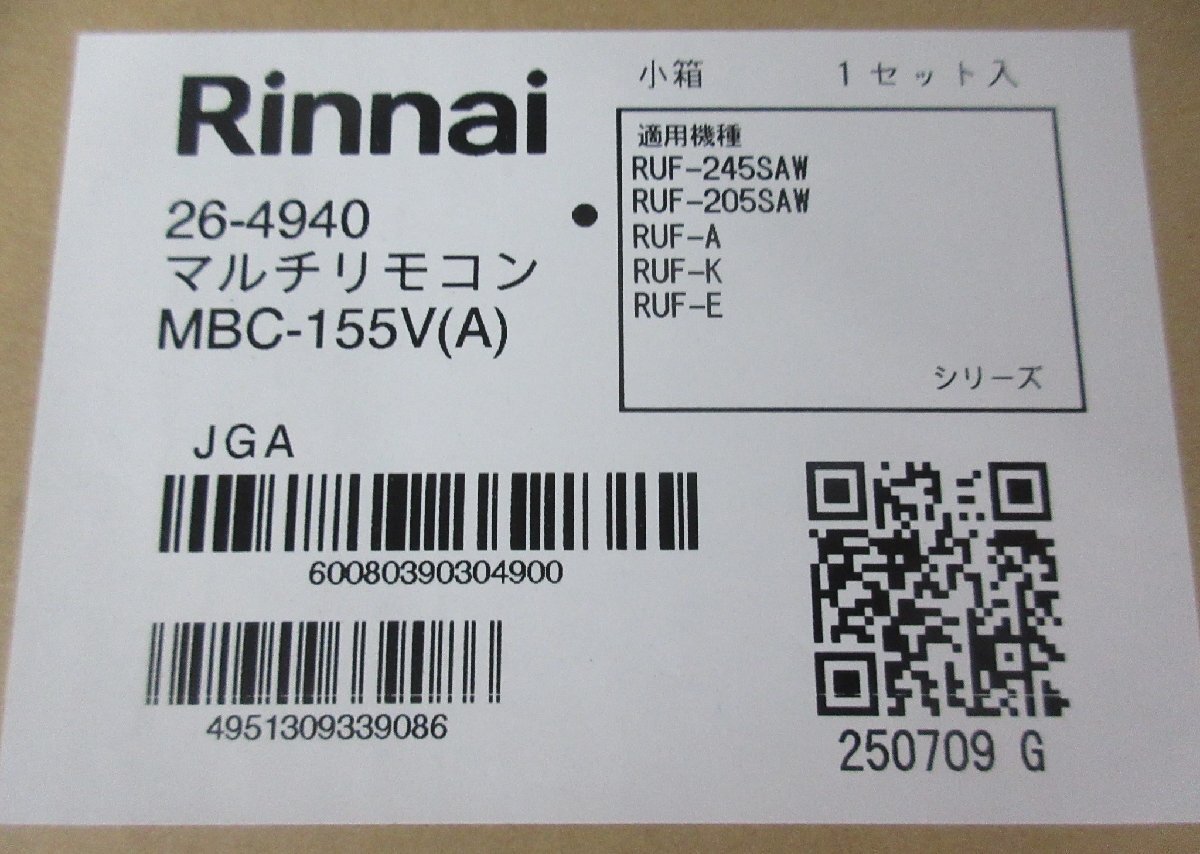 Rinnai
26-4940
マルチリモコン
MBC-155V(A)
小箱 1セット入
適用機種
RUF-245SAW
RUF-205SAW
RUF-A
RUF-K
RUF-E
シリーズ
JGA
60080390304900
4951309339086
250709 G